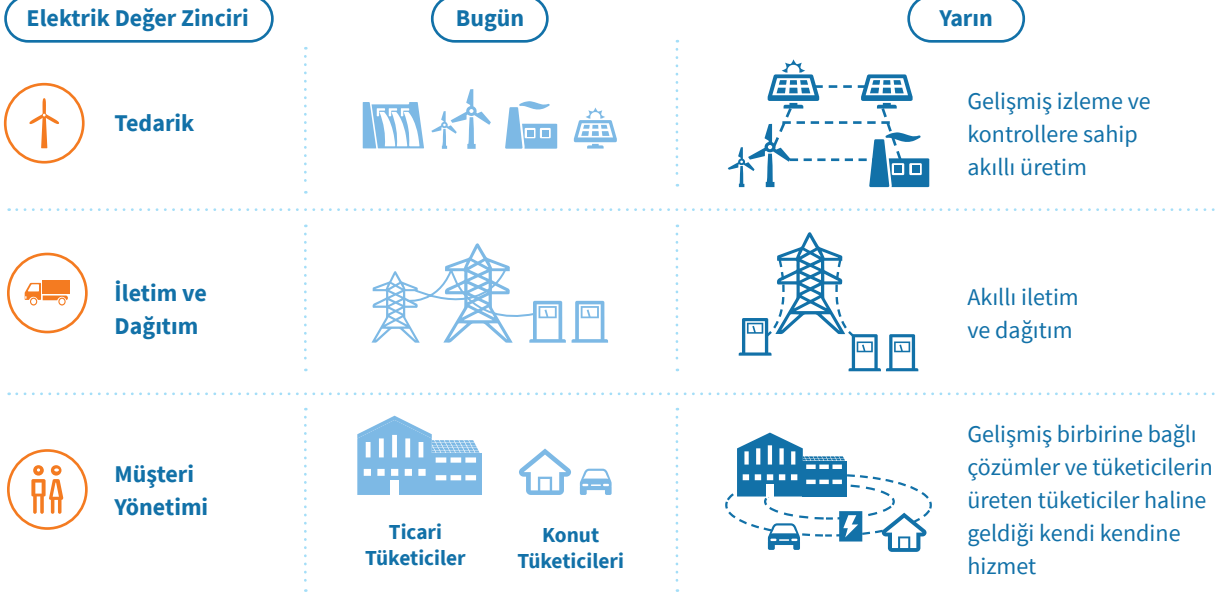 Elektrik Değer Zinciri
Bugün
Yarın
Tedarik
Gelişmiş izleme ve
kontrollere sahip
akıllı üretim
İletim ve
Dağıtım
Akıllı iletim
ve dağıtım
Müşteri
Yönetimi
Ticari
Tüketiciler
Konut
Tüketicileri
Gelişmiş birbirine bağlı
çözümler ve tüketicilerin
üreten tüketiciler haline
geldiği kendi kendine
hizmet